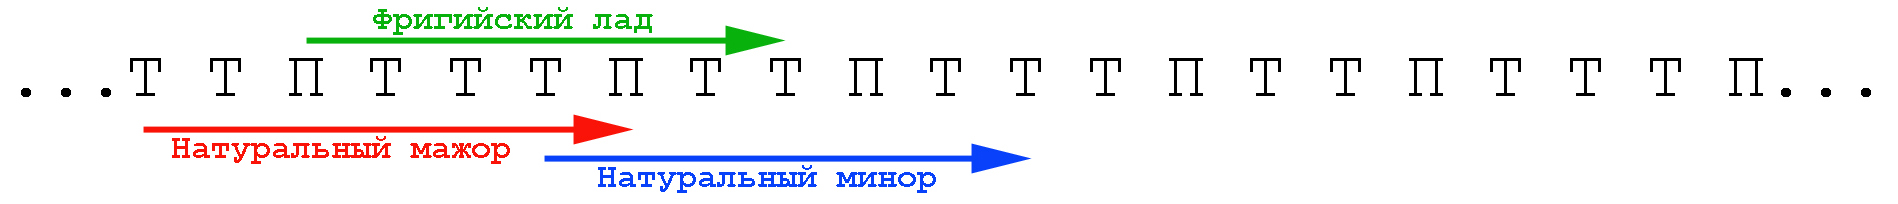 Фригийский лад
...Т Т П Т Т Т П Т Т П Т Т Т П Т Т П Т Т Т П...
Натуральный мажор
Натуральный минор